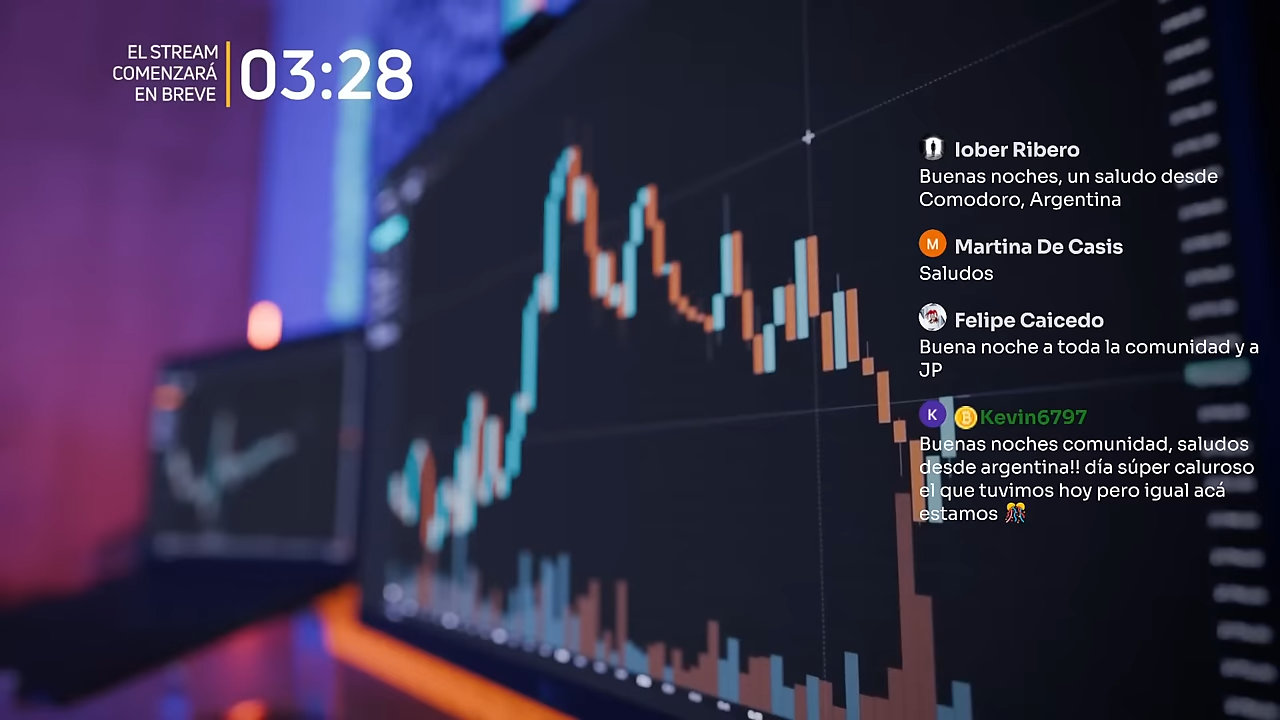 EL STREAM
COMENZARÁ
EN BREVE
03:28
Iober Ribero
Buenas noches, un saludo desde
Comodoro, Argentina
M
Martina De Casis
Saludos
Felipe Caicedo
Buena noche a toda la comunidad y a
JP
K
Kevin6797
Buenas noches comunidad, saludos
desde argentina!! día súper caluroso
el que tuvimos hoy pero igual acá
estamos 🎊